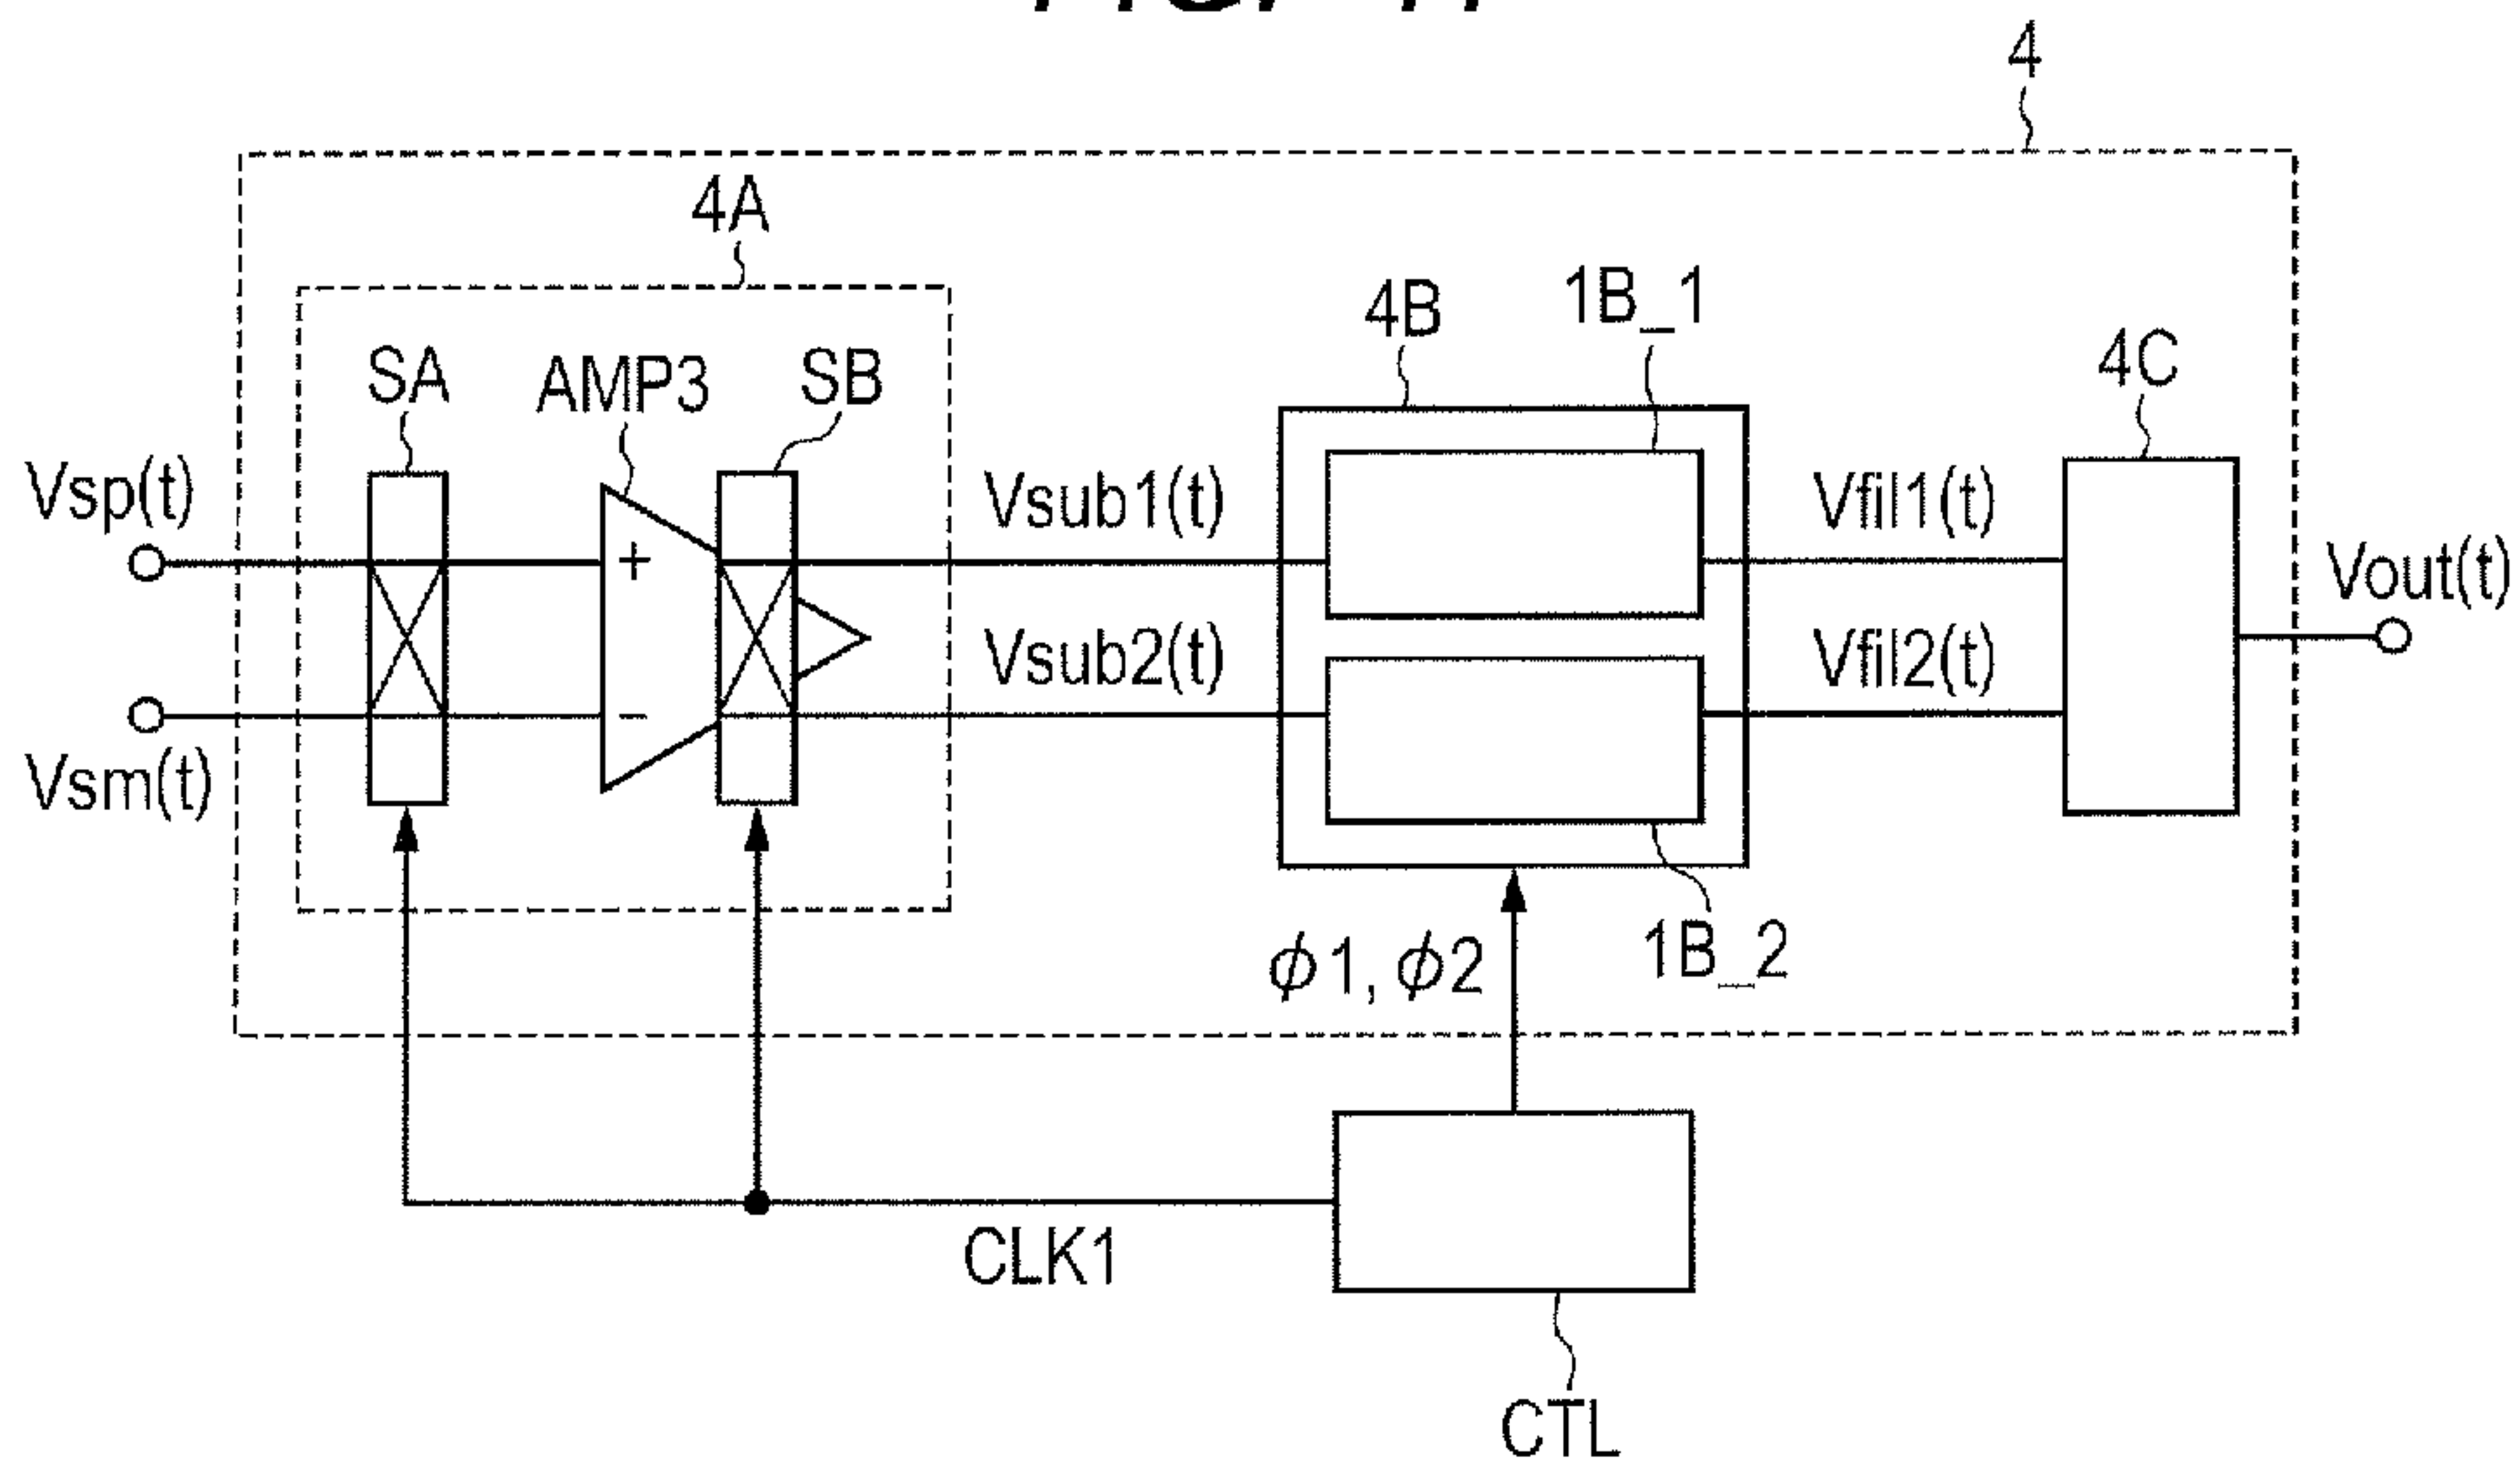 4
4A
4B
1B_1
4C
SA
AMP3
SB
Vsp(t)
Vsub1(t)
Vfil1(t)
+
Vout(t)
Vsub2(t)
Vfil2(t)
−
Vsm(t)
ϕ1, ϕ2
1B_2
CLK1
CTL